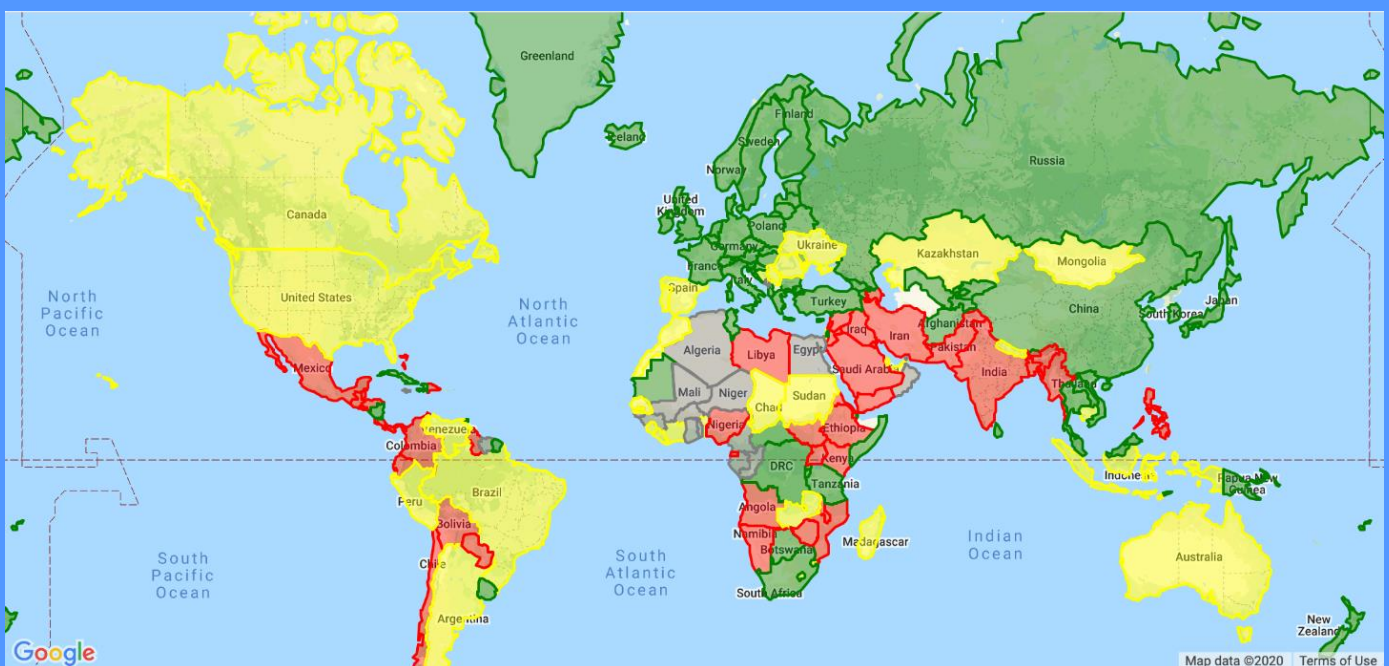 Greenland
Iceland
Finland
Sweden
Norway
Russia
United
Kingdom
Canada
Poland
Germany
Ukraine
Kazakhstan
Mongolia
France
Italy
Spain
North
Pacific
Ocean
United States
North
Atlantic
Ocean
Turkey
China
Japan
South Korea
Afghanistan
Iraq
Iran
Pakistan
Algeria
Libya
Egypt
Saudi Arab
India
Mexico
Mali
Niger
Chad
Sudan
Thailand
Nigeria
Ethiopia
Venezuela
Colombia
Kenya
DRC
Tanzania
Indone
Papua New
Guinea
Peru
Brazil
Angola
Bolivia
Namibia
Botswana
Madagascar
Indian
Ocean
Australia
South
Pacific
Ocean
Chile
South
Atlantic
Ocean
South Africa
Argentina
New
Zealand
Google
Map data ©2020
Terms of Use